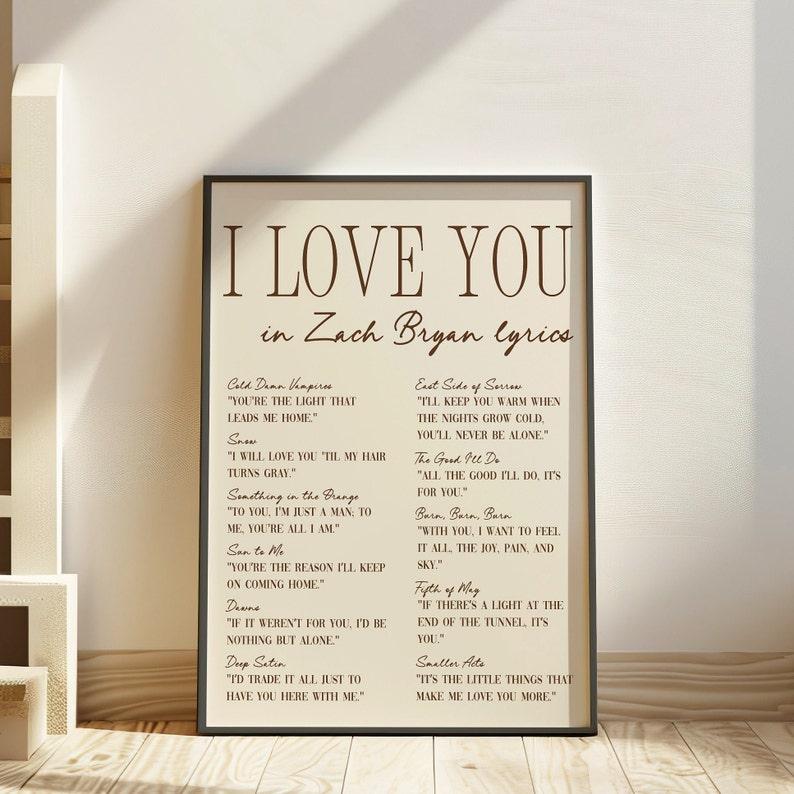 I LOVE YOU
in Zach Bryan lyrics
Cold Damn Vampires
"YOU'RE THE LIGHT THAT
LEADS ME HOME."
Snow
"I WILL LOVE YOU 'TIL MY HAIR
TURNS GRAY."
Something in the Orange
"TO YOU, I'M JUST A MAN; TO
ME, YOU'RE ALL I AM."
Sun to Me
"YOU'RE THE REASON I'LL KEEP
ON COMING HOME."
Dawns
"IF IT WEREN'T FOR YOU, I'D BE
NOTHING BUT ALONE."
Deep Satin
"I'D TRADE IT ALL JUST TO
HAVE YOU HERE WITH ME."
East Side of Sorrow
"I'LL KEEP YOU WARM WHEN
THE NIGHTS GROW COLD,
YOU'LL NEVER BE ALONE."
The Good I'll Do
"ALL THE GOOD I'LL DO, IT'S
FOR YOU."
Burn, Burn, Burn
"WITH YOU, I WANT TO FEEL
IT ALL, THE JOY, PAIN, AND
SKY."
Fifth of May
"IF THERE'S A LIGHT AT THE
END OF THE TUNNEL, IT'S
YOU."
Smaller Acts
"IT'S THE LITTLE THINGS THAT
MAKE ME LOVE YOU MORE."